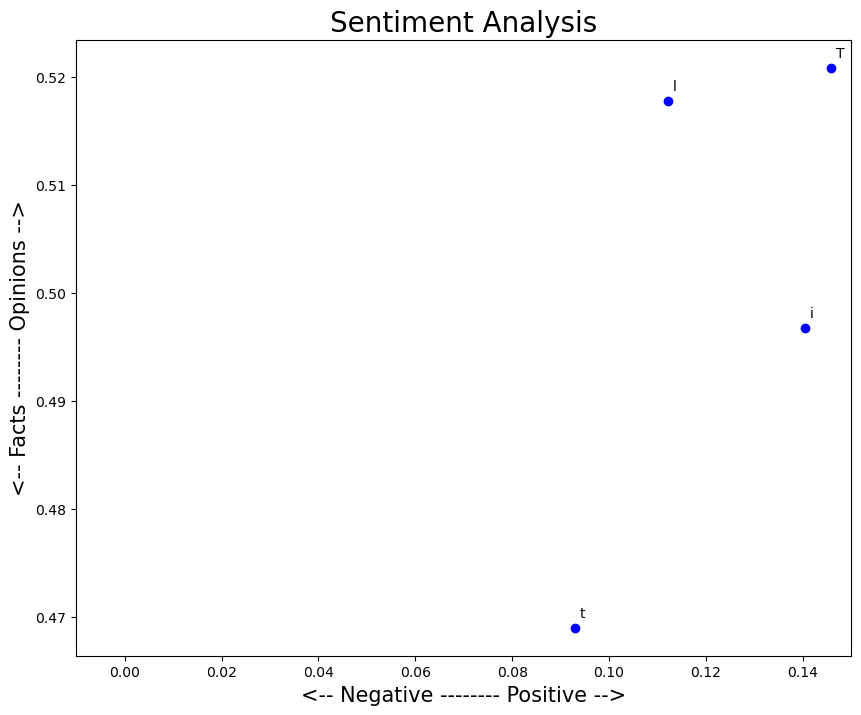 Sentiment Analysis
T
l
0.52
0.51
0.50
i
0.49
0.48
0.47
t
<-- Facts --------- Opinions -->
0.00 0.02 0.04 0.06 0.08 0.10 0.12 0.14
<-- Negative -------- Positive -->